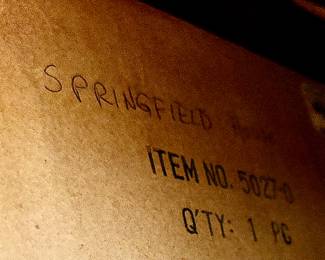 SPRINGFIELD
ITEM NO. 5027-0
Q'TY: 1 PC